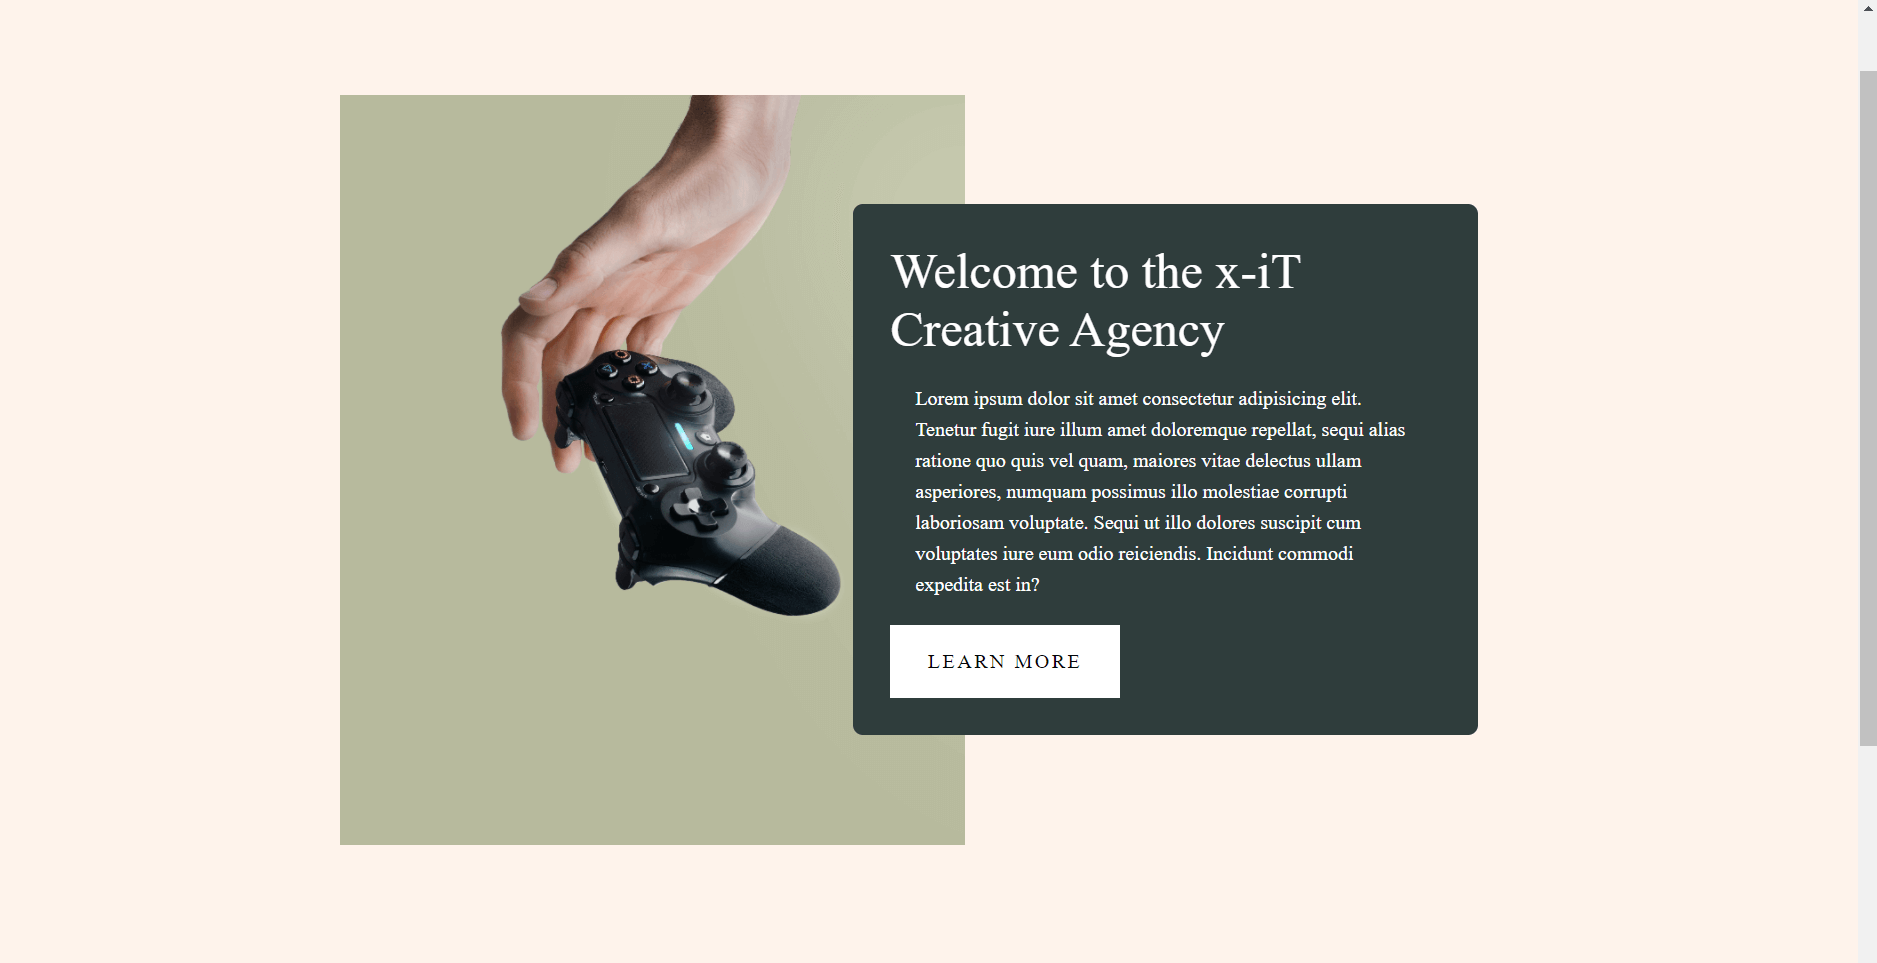 Welcome to the x-iT
Creative Agency
Lorem ipsum dolor sit amet consectetur adipisicing elit.
Tenetur fugit iure illum amet doloremque repellat, sequi alias
ratione quo quis vel quam, maiores vitae delectus ullam
asperiores, numquam possimus illo molestiae corrupti
laboriosam voluptate. Sequi ut illo dolores suscipit cum
voluptates iure eum odio reiciendis. Incidunt commodi
expedita est in?
LEARN MORE